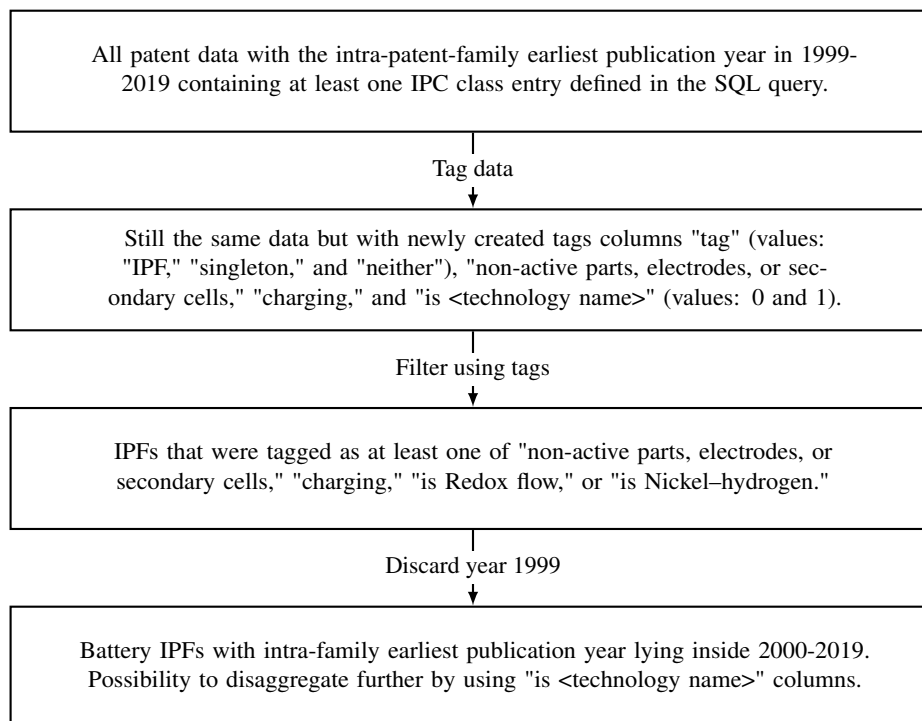 All patent data with the intra-patent-family earliest publication year in 1999-
2019 containing at least one IPC class entry defined in the SQL query.
Tag data
Still the same data but with newly created tags columns "tag" (values:
"IPF," "singleton," and "neither"), "non-active parts, electrodes, or sec-
ondary cells," "charging," and "is <technology name>" (values: 0 and 1).
Filter using tags
IPFs that were tagged as at least one of "non-active parts, electrodes, or
secondary cells," "charging," "is Redox flow," or "is Nickel–hydrogen."
Discard year 1999
Battery IPFs with intra-family earliest publication year lying inside 2000-2019.
Possibility to disaggregate further by using "is <technology name>" columns.